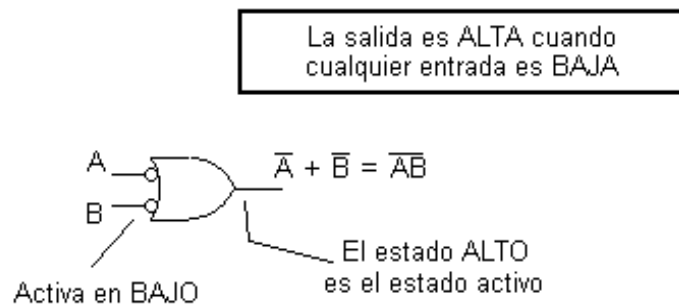 La salida es ALTA cuando
cualquier entrada es BAJA
A
B
A̅ + B̅ = A̅B̅
El estado ALTO
es el estado activo
Activa en BAJO